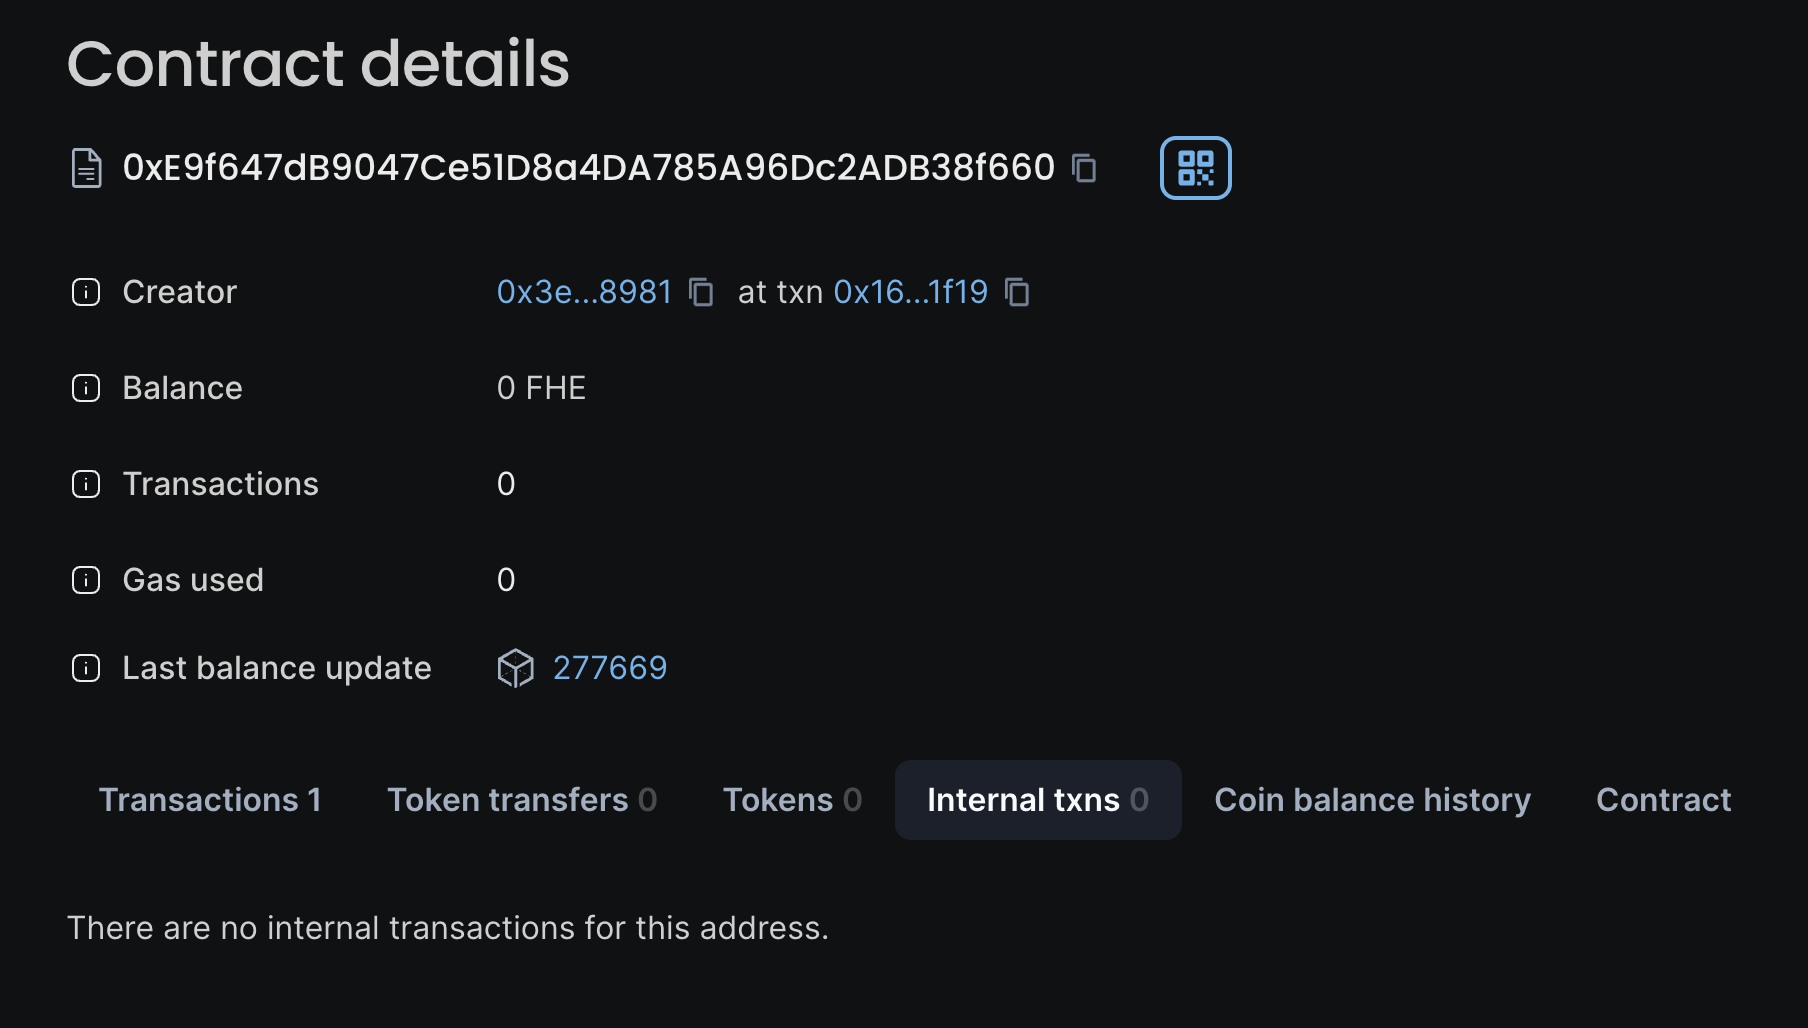 Contract details
0xE9f647dB9047Ce51D8a4DA785A96Dc2ADB38f660
Creator 0x3e...8981 at txn 0x16...1f19
Balance 0 FHE
Transactions 0
Gas used 0
Last balance update 277669
Transactions 1 Token transfers 0 Tokens 0 Internal txns 0 Coin balance history Contract
There are no internal transactions for this address.